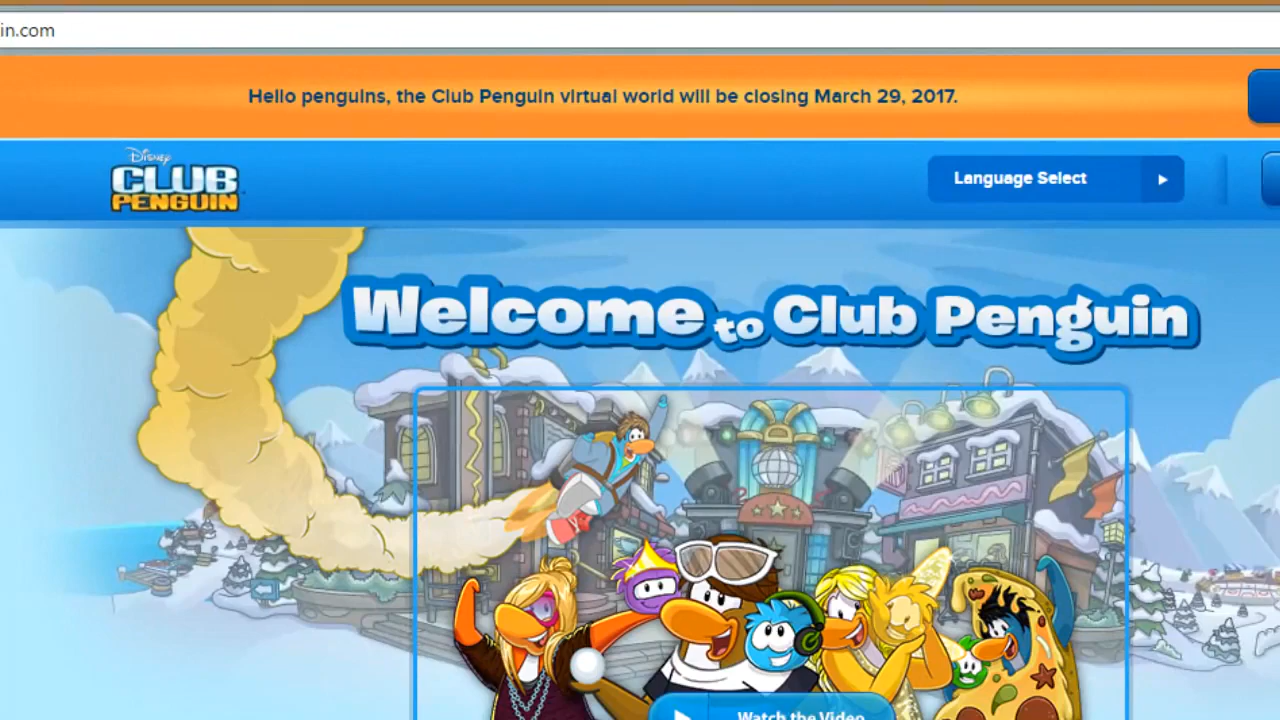 in.com
Hello penguins, the Club Penguin virtual world will be closing March 29, 2017.
Disney
CLUB
PENGUIN
Language Select
Welcome to Club Penguin
Watch the Video